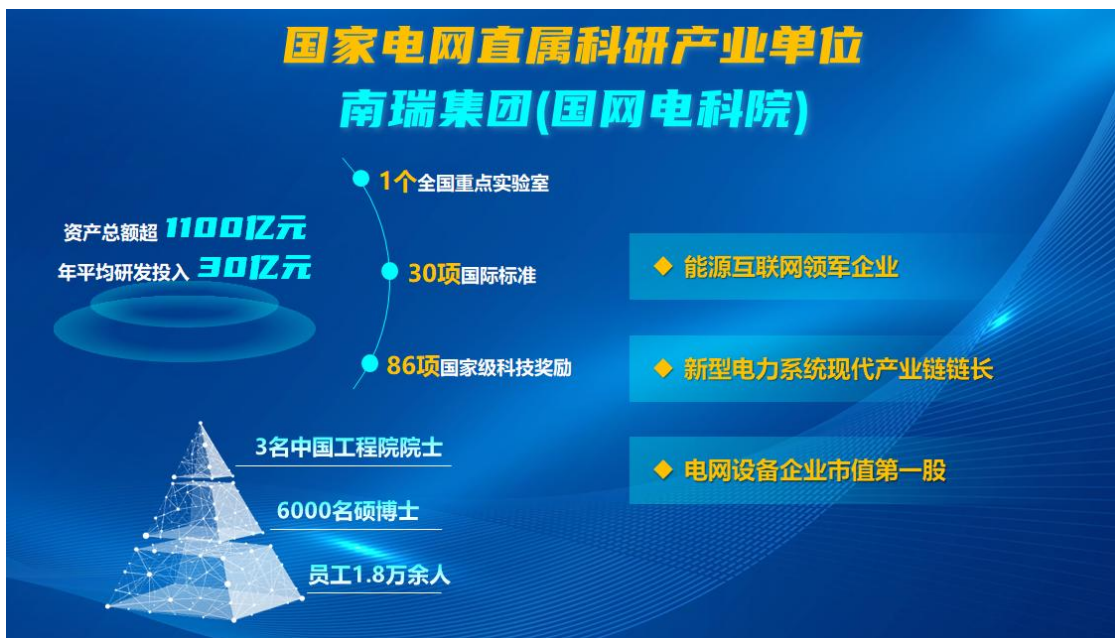 国家电网直属科研产业单位
南瑞集团(国网电科院)
资产总额超 1100亿元
年平均研发投入 30亿元
1个全国重点实验室
30项国际标准
86项国家级科技奖励
3名中国工程院院士
6000名硕博士
员工1.8万余人
◆ 能源互联网领军企业
◆ 新型电力系统现代产业链链长
◆ 电网设备企业市值第一股